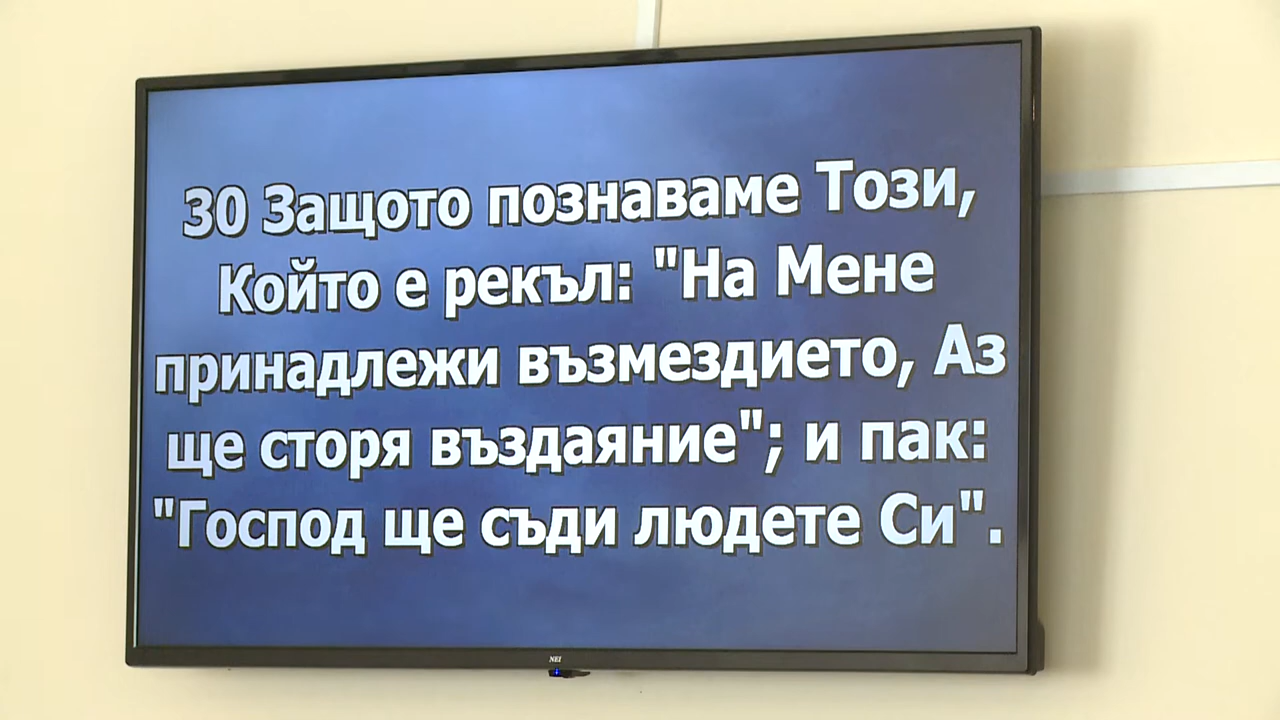 30 Защото познаваме Този,
Който е рекъл: "На Мене
принадлежи възмездието, Аз
ще сторя въздаяние"; и пак:
"Господ ще съди людете Си".
NEI